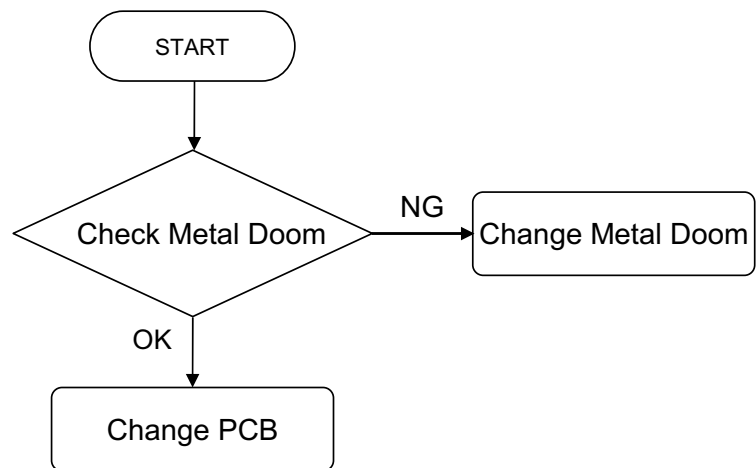 START
Check Metal Doom
NG
Change Metal Doom
OK
Change PCB